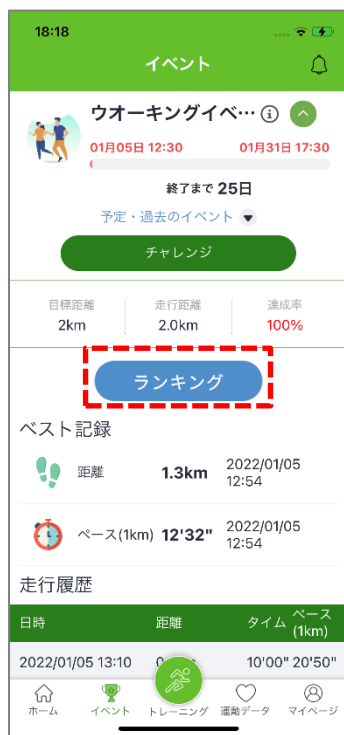 18:18
イベント
ウオーキングイベ…
01月05日 12:30 01月31日 17:30
終了まで 25日
予定・過去のイベント
チャレンジ
目標距離 走行距離 達成率
2km 2.0km 100%
ランキング
ベスト記録
距離 1.3km 2022/01/05
12:54
ペース(1km) 12'32" 2022/01/05
12:54
走行履歴
日時 距離 タイム ペース
(1km)
2022/01/05 13:10 10'00" 20'50"
ホーム イベント トレーニング 運動データ マイページ